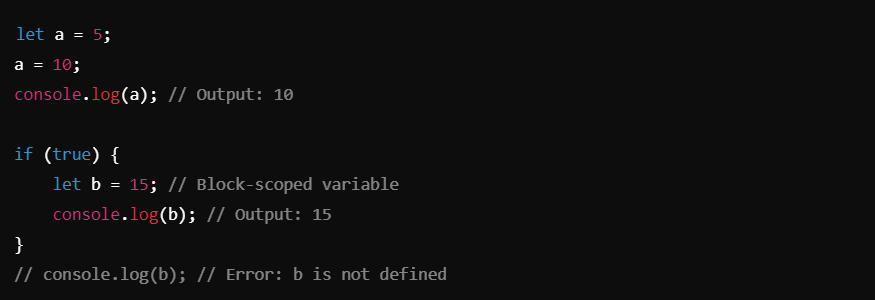 let a = 5;
a = 10;
console.log(a); // Output: 10

if (true) {
    let b = 15; // Block-scoped variable
    console.log(b); // Output: 15
}
// console.log(b); // Error: b is not defined